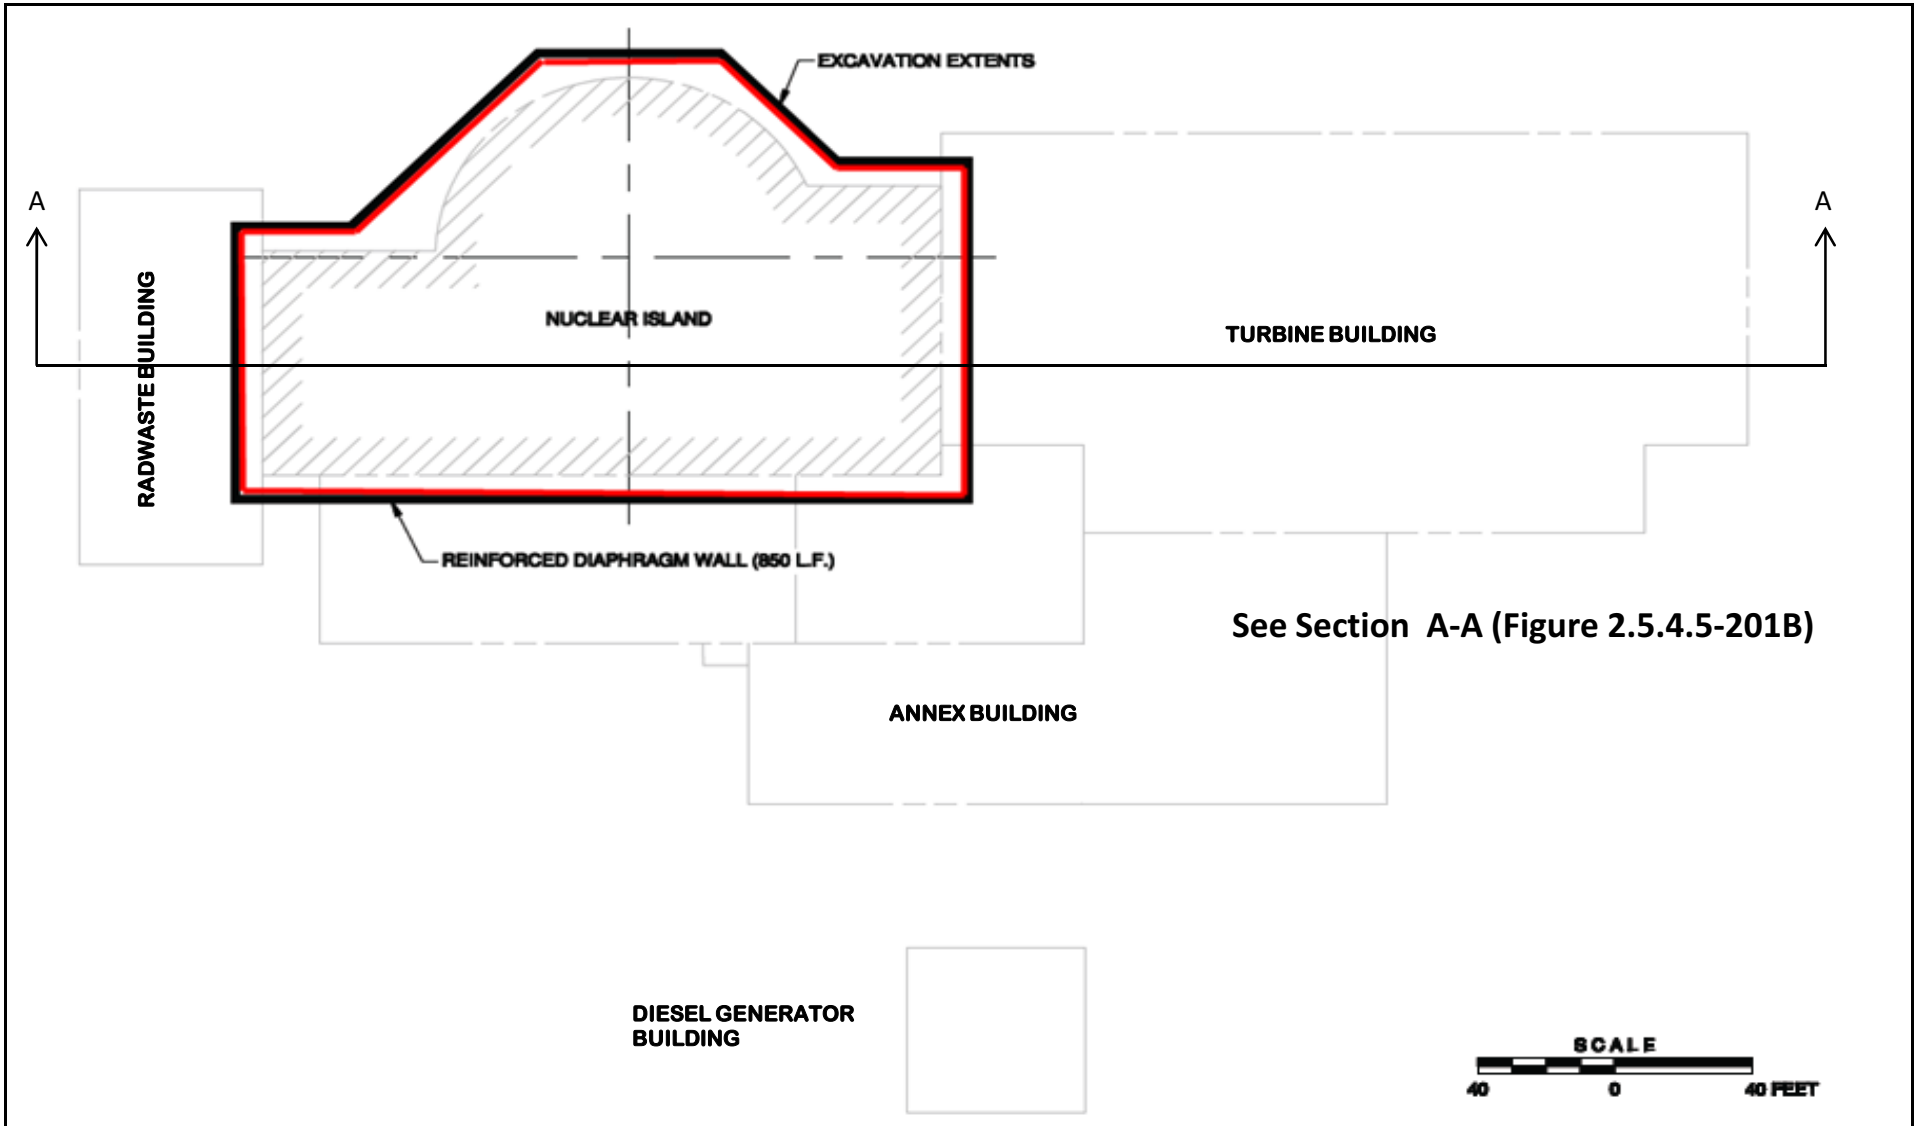 EXCAVATION EXTENTS
A
A
RADWASTE BUILDING
NUCLEAR ISLAND
TURBINE BUILDING
REINFORCED DIAPHRAGM WALL (850 L.F.)
See Section A-A (Figure 2.5.4.5-201B)
ANNEX BUILDING
DIESEL GENERATOR
BUILDING
SCALE
40 0 40 FEET